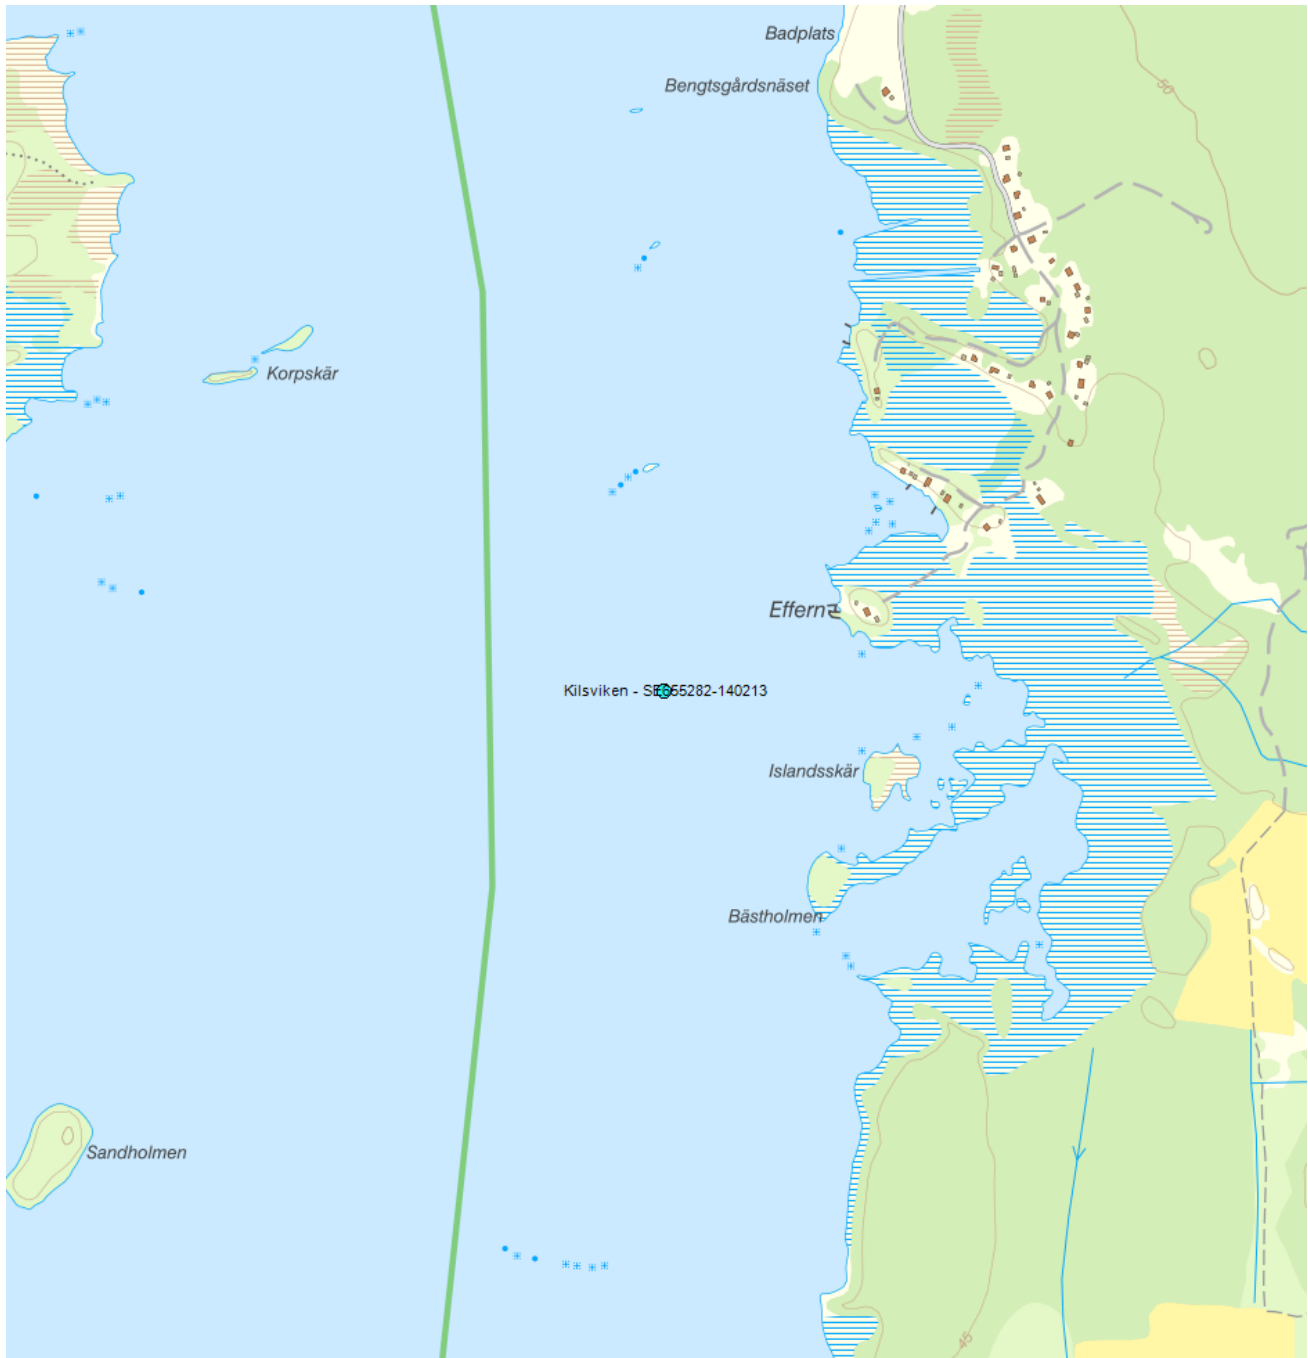 Badplats
Bengtsgårdsnäset
50
Korpskär
Effern
Kilsviken - SE655282-140213
Islandsskär
Bästholmen
Sandholmen
45